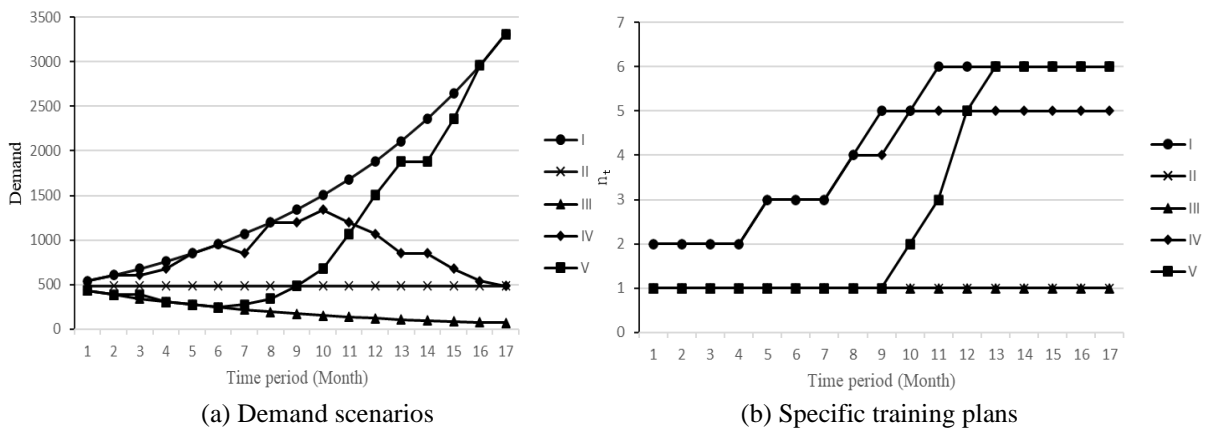 3500
3000
2500
2000
1500
1000
500
0
Demand
1 2 3 4 5 6 7 8 9 10 11 12 13 14 15 16 17
Time period (Month)
I
II
III
IV
V
(a) Demand scenarios
7
6
5
4
3
2
1
0
nt
1 2 3 4 5 6 7 8 9 10 11 12 13 14 15 16 17
Time period (Month)
I
II
III
IV
V
(b) Specific training plans